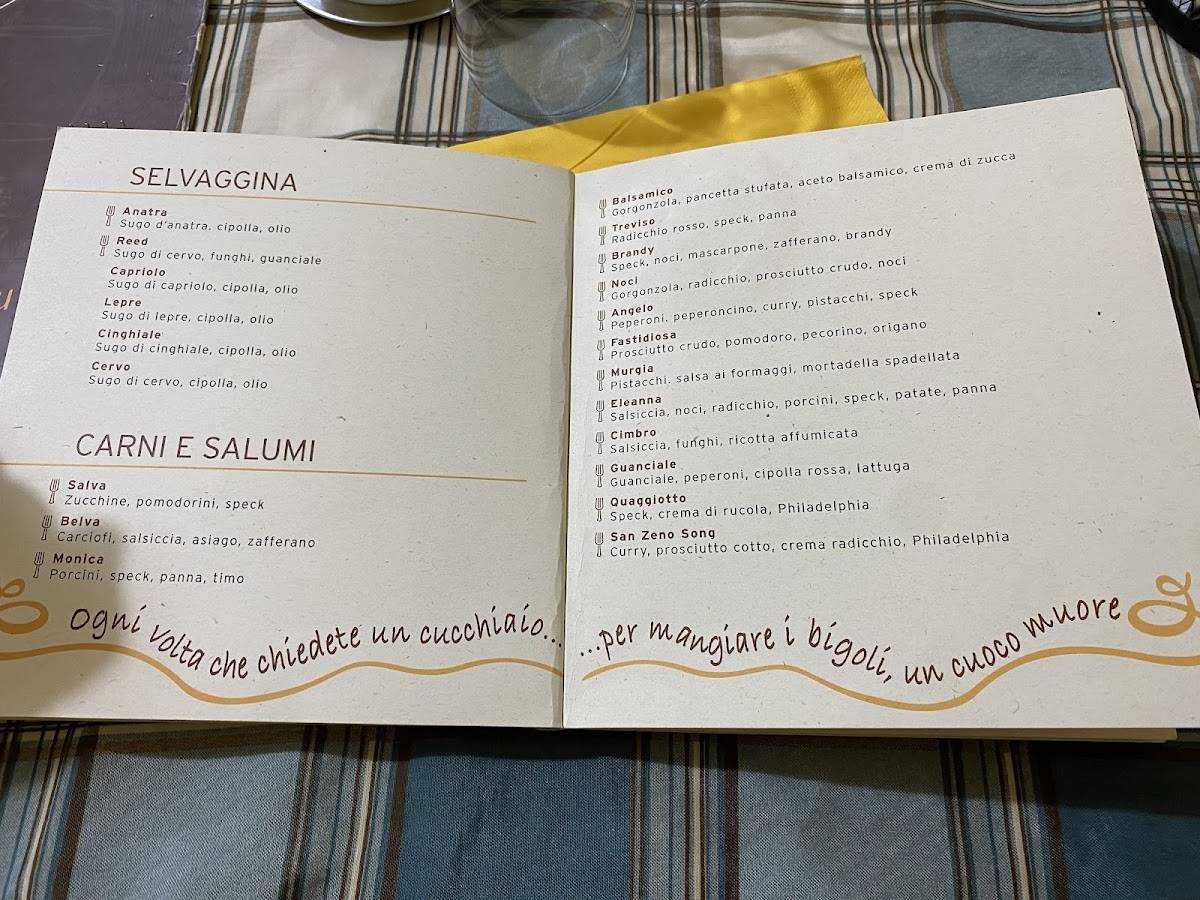 SELVAGGINA
Anatra
Sugo d'anatra, cipolla, olio
Reed
Sugo di cervo, funghi, guanciale
Capriolo
Sugo di capriolo, cipolla, olio
Lepre
Sugo di lepre, cipolla, olio
Cinghiale
Sugo di cinghiale, cipolla, olio
Cervo
Sugo di cervo, cipolla, olio
CARNI E SALUMI
Salva
Zucchine, pomodorini, speck
Belva
Carciofi, salsiccia, asiago, zafferano
Monica
Porcini, speck, panna, timo
Ogni volta che chiedete un cucchiaio...
Balsamico
Gorgonzola, pancetta stufata, aceto balsamico, crema di zucca
Treviso
Radicchio rosso, speck, panna
Brandy
Speck, noci, mascarpone, zafferano, brandy
Noci
Gorgonzola, radicchio, prosciutto crudo, noci
Angelo
Peperoni, peperoncino, curry, pistacchi, speck
Fastidiosa
Prosciutto crudo, pomodoro, pecorino, origano
Murgia
Pistacchi, salsa ai formaggi, mortadella spadellata
Eleanna
Salsiccia, noci, radicchio, porcini, speck, patate, panna
Cimbro
Salsiccia, funghi, ricotta affumicata
Guanciale
Guanciale, peperoni, cipolla rossa, lattuga
Quaggiotto
Speck, crema di rucola, Philadelphia
San Zeno Song
Curry, prosciutto cotto, crema radicchio, Philadelphia
...per mangiare i bigoli, un cuoco muore